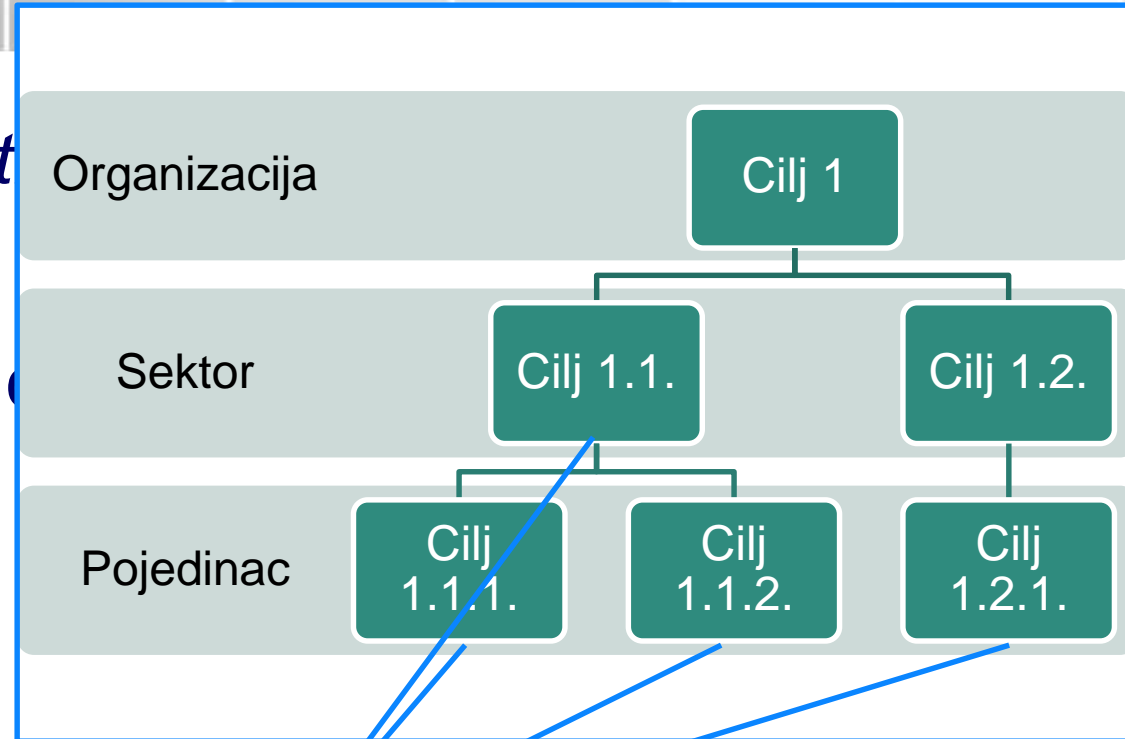 Organizacija
Cilj 1
Sektor
Cilj 1.1.
Cilj 1.2.
Pojedinac
Cilj
1.1.1.
Cilj
1.1.2.
Cilj
1.2.1.